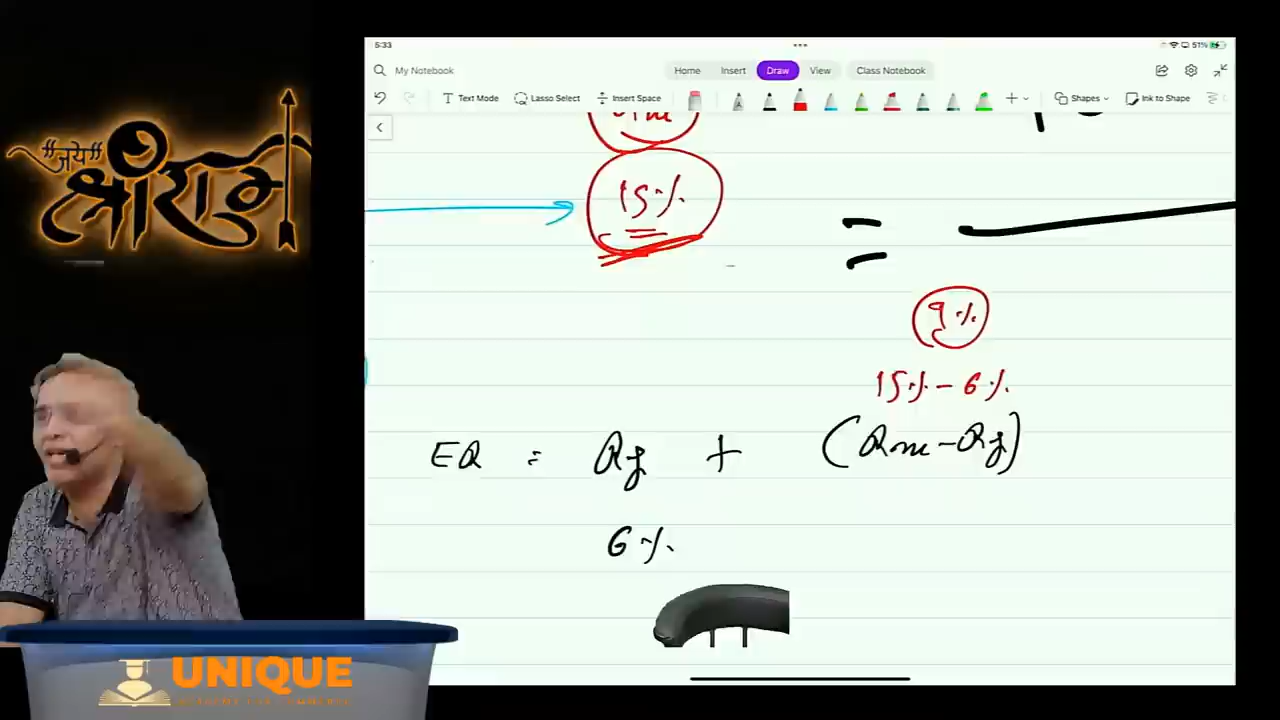 5:33
51%
My Notebook
Home Insert Draw View Class Notebook
Text Mode Lasso Select Insert Space Shapes Ink to Shape
॥जय॥
श्रीराम
15%
=
9%
15% - 6%
ER = Rf + (Rm - Rf)
6%
UNIQUE